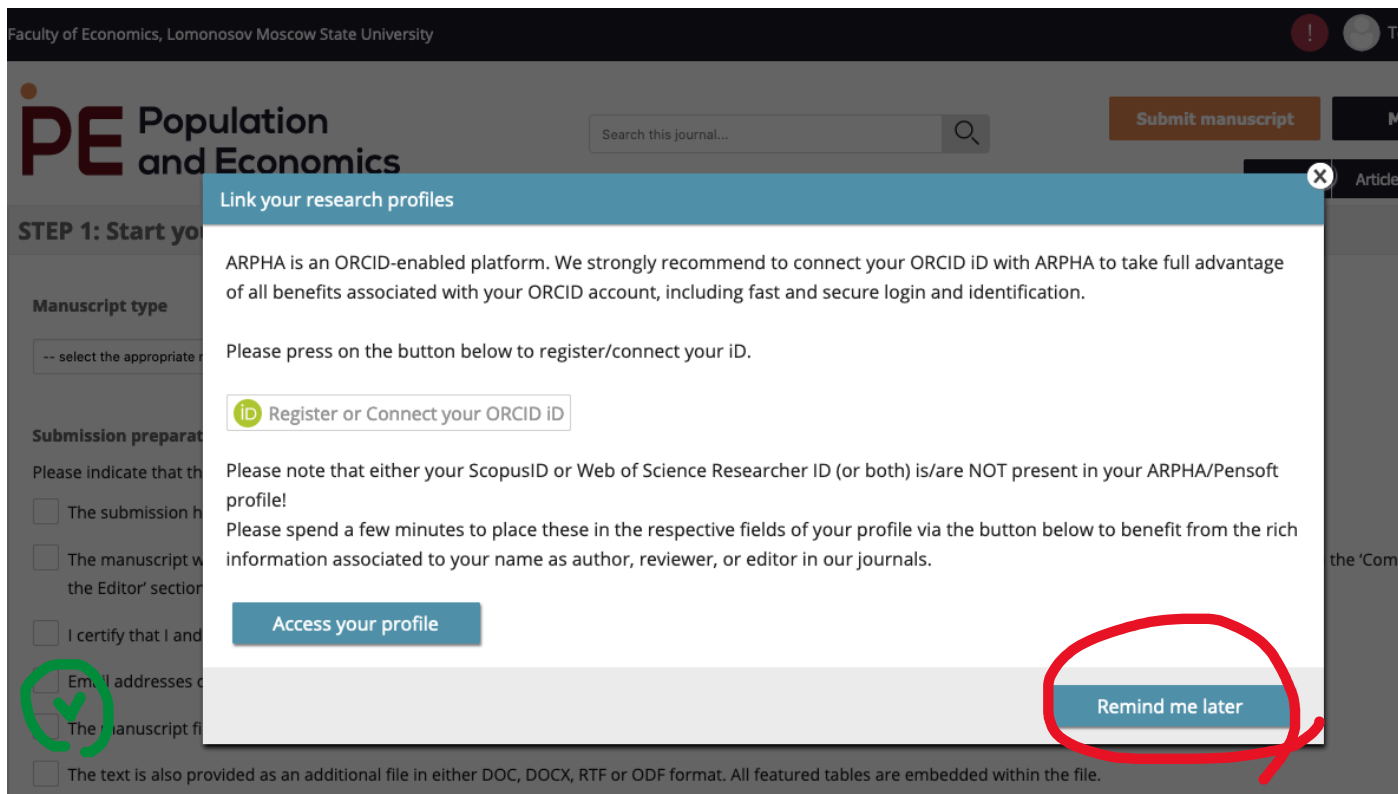 Faculty of Economics, Lomonosov Moscow State University
!
PE Population
and Economics
Search this journal...
Submit manuscript
Article
Link your research profiles
STEP 1: Start
ARPHA is an ORCID-enabled platform. We strongly recommend to connect your ORCID iD with ARPHA to take full advantage
of all benefits associated with your ORCID account, including fast and secure login and identification.
Manuscript type
Please press on the button below to register/connect your iD.
-- select the appropriate
iD Register or Connect your ORCID iD
Submission
Please indicate that
Please note that either your ScopusID or Web of Science Researcher ID (or both) is/are NOT present in your ARPHA/Pensoft
profile!
The submission
Please spend a few minutes to place these in the respective fields of your profile via the button below to benefit from the rich
information associated to your name as author, reviewer, or editor in our journals.
The manuscript
the 'Com
the Editor' section
Access your profile
I certify that I and
Email addresses
Remind me later
The manuscript
The text is also provided as an additional file in either DOC, DOCX, RTF or ODF format. All featured tables are embedded within the file.